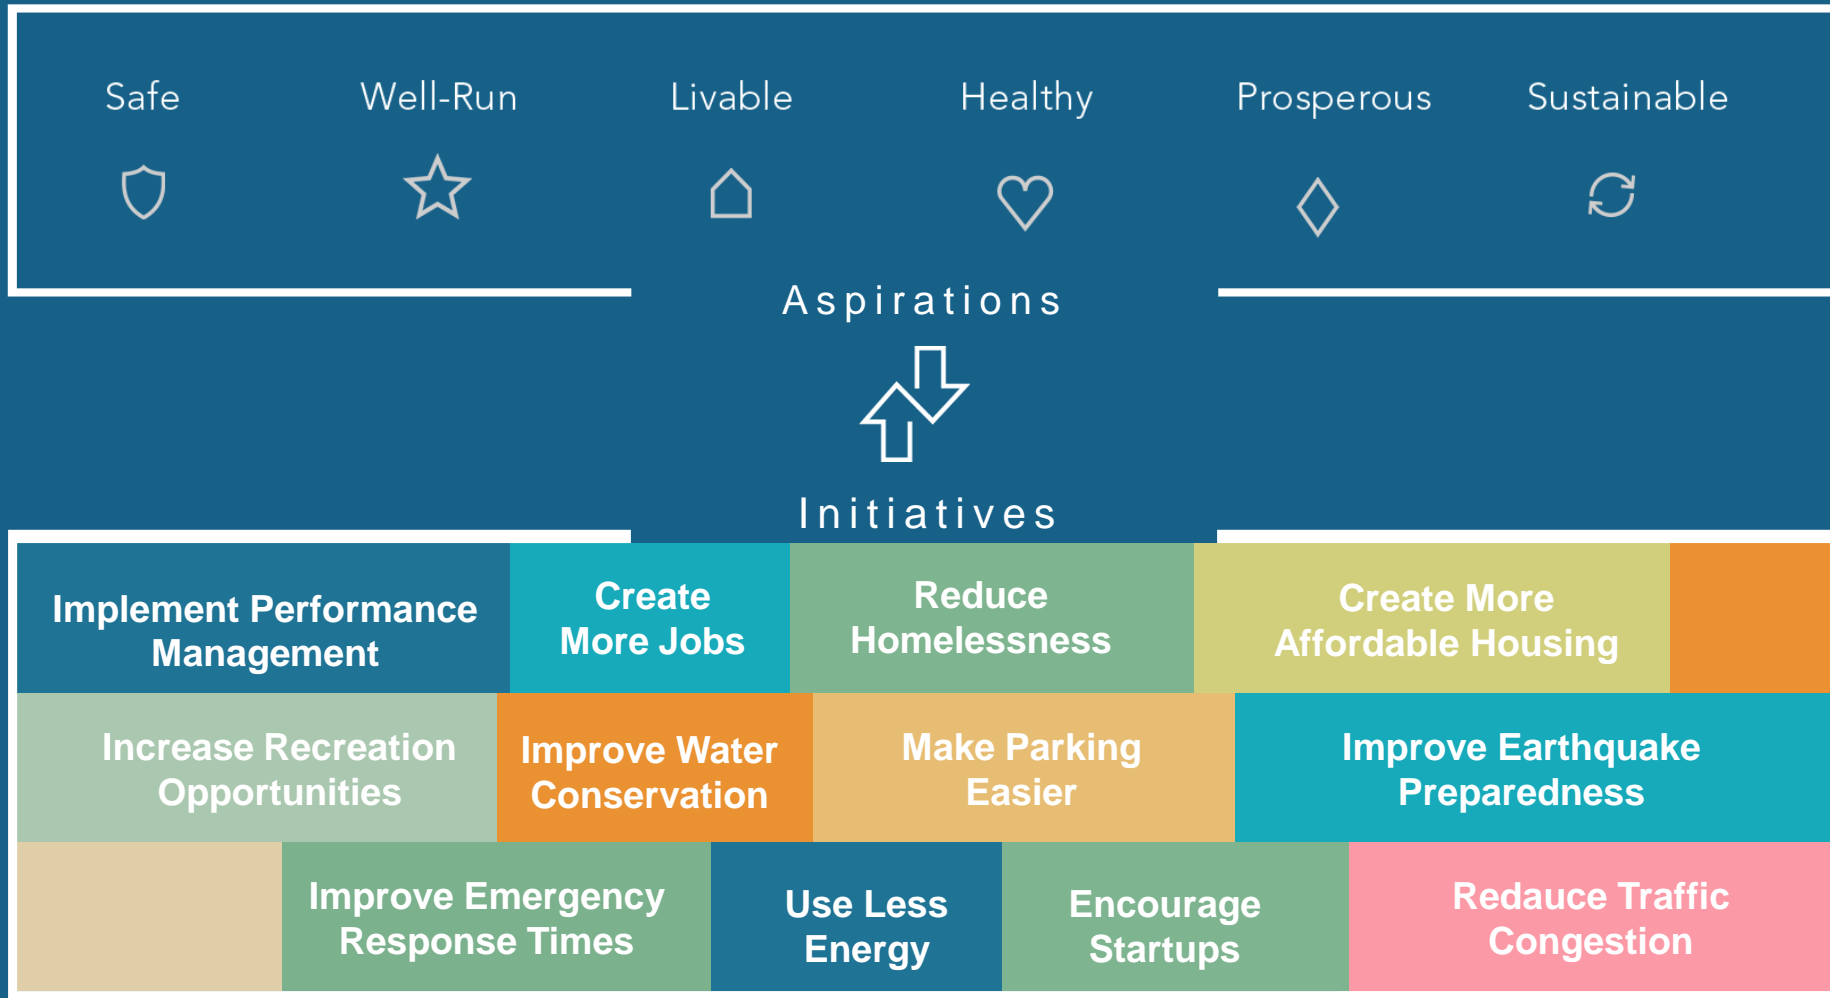 Safe
Well-Run
Livable
Healthy
Prosperous
Sustainable
Aspirations
Initiatives
Implement Performance
Management
Create
More Jobs
Reduce
Homelessness
Create More
Affordable Housing
Increase Recreation
Opportunities
Improve Water
Conservation
Make Parking
Easier
Improve Earthquake
Preparedness
Improve Emergency
Response Times
Use Less
Energy
Encourage
Startups
Redauce Traffic
Congestion